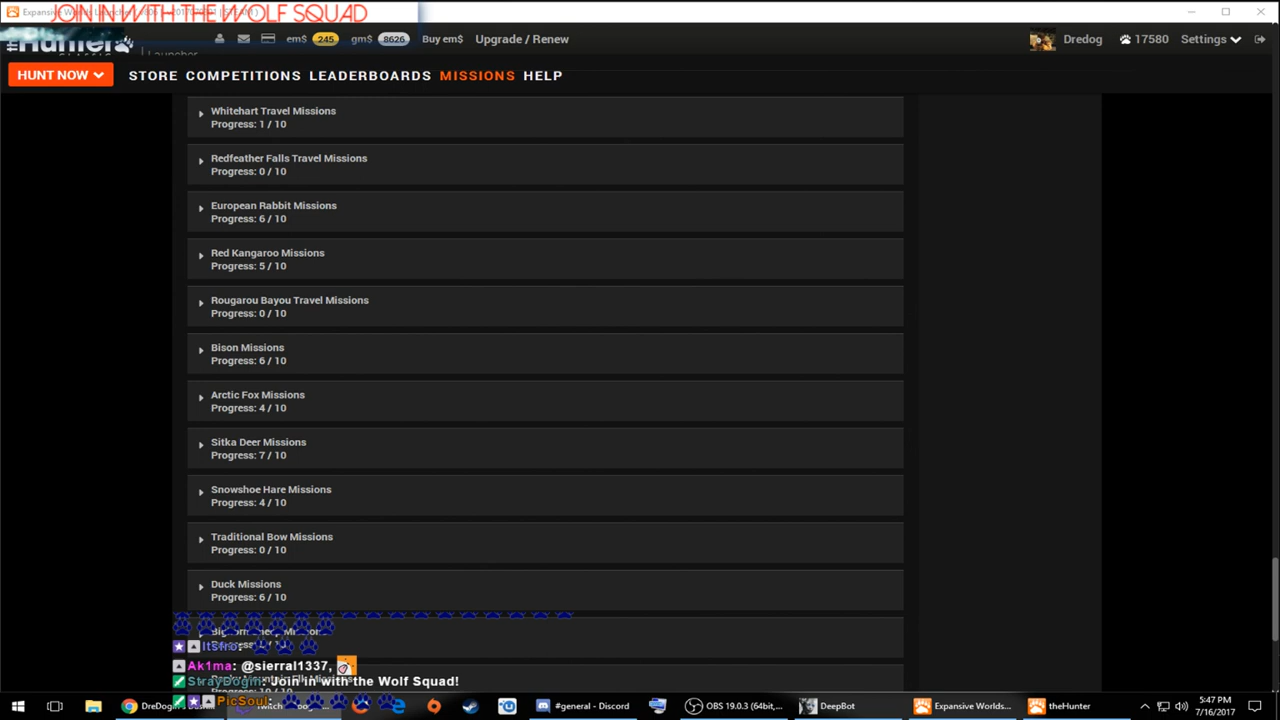 JOIN IN WITH THE WOLF SQUAD
Hunter
em$ 245 gm$ 8626 Buy em$ Upgrade / Renew Dredog 17580 Settings
Launcher
HUNT NOW STORE COMPETITIONS LEADERBOARDS MISSIONS HELP
Whitehart Travel Missions
Progress: 1 / 10
Redfeather Falls Travel Missions
Progress: 0 / 10
European Rabbit Missions
Progress: 6 / 10
Red Kangaroo Missions
Progress: 5 / 10
Rougarou Bayou Travel Missions
Progress: 0 / 10
Bison Missions
Progress: 6 / 10
Arctic Fox Missions
Progress: 4 / 10
Sitka Deer Missions
Progress: 7 / 10
Snowshoe Hare Missions
Progress: 4 / 10
Traditional Bow Missions
Progress: 0 / 10
Duck Missions
Progress: 6 / 10
Ak1ma: @sierral1337,
StrayDogin: Join in with the Wolf Squad!
PicSoul:
#general - Discord OBS 19.0.3 (64bit,... DeepBot Expansive Worlds... theHunter 5:47 PM
7/16/2017